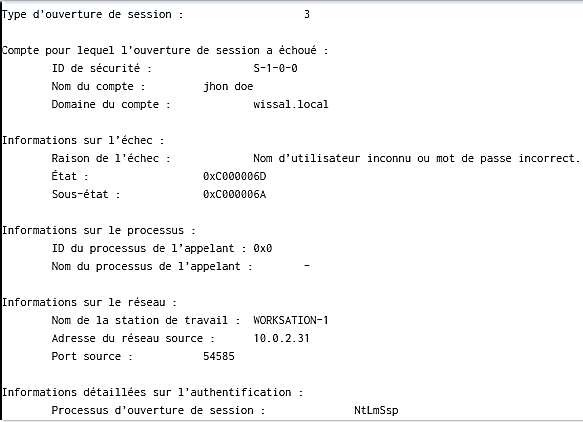 Type d'ouverture de session : 3
Compte pour lequel l'ouverture de session a échoué :
ID de sécurité : S-1-0-0
Nom du compte : jhon doe
Domaine du compte : wissal.local
Informations sur l'échec :
Raison de l'échec : Nom d'utilisateur inconnu ou mot de passe incorrect.
État : 0xC000006D
Sous-état : 0xC000006A
Informations sur le processus :
ID du processus de l'appelant : 0x0
Nom du processus de l'appelant : -
Informations sur le réseau :
Nom de la station de travail : WORKSATION-1
Adresse du réseau source : 10.0.2.31
Port source : 54585
Informations détaillées sur l'authentification :
Processus d'ouverture de session : NtLmSsp